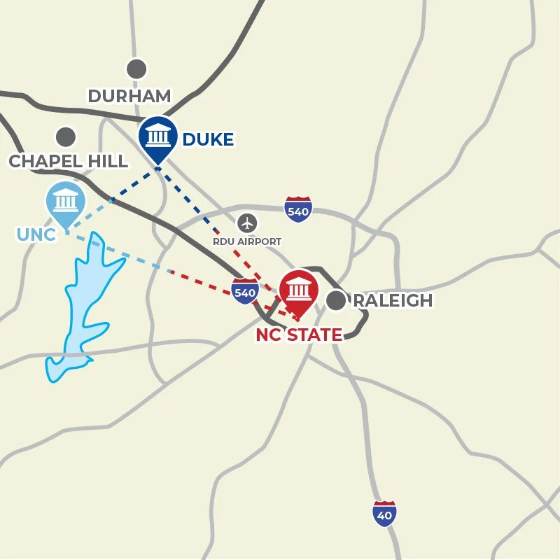 DURHAM
DUKE
CHAPEL HILL
UNC
540
RDU AIRPORT
540
RALEIGH
NC STATE
40